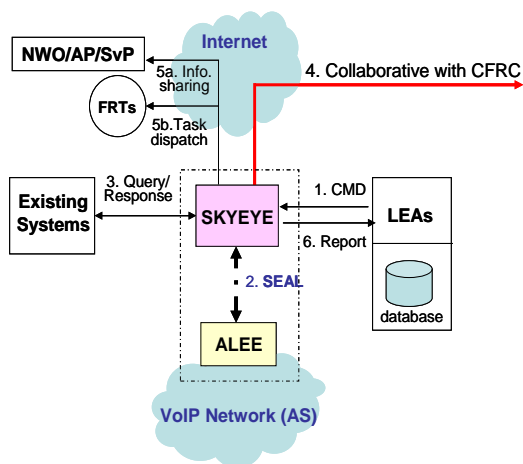 Internet
NWO/AP/SvP
5a. Info.
sharing
4. Collaborative with CFRC
FRTs
5b.Task
dispatch
3. Query/
Response
Existing
Systems
SKYEYE
1. CMD
LEAs
6. Report
2. SEAL
database
ALEE
VoIP Network (AS)